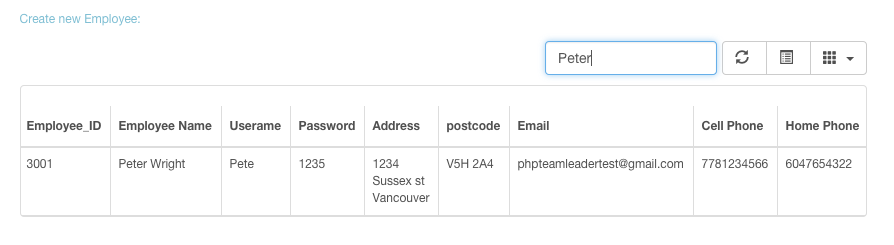 Create new Employee:
Peter
Employee_ID Employee Name Userame Password Address postcode Email Cell Phone Home Phone
3001 Peter Wright Pete 1235 1234 V5H 2A4 phpteamleadertest@gmail.com 7781234566 6047654322
Sussex st
Vancouver